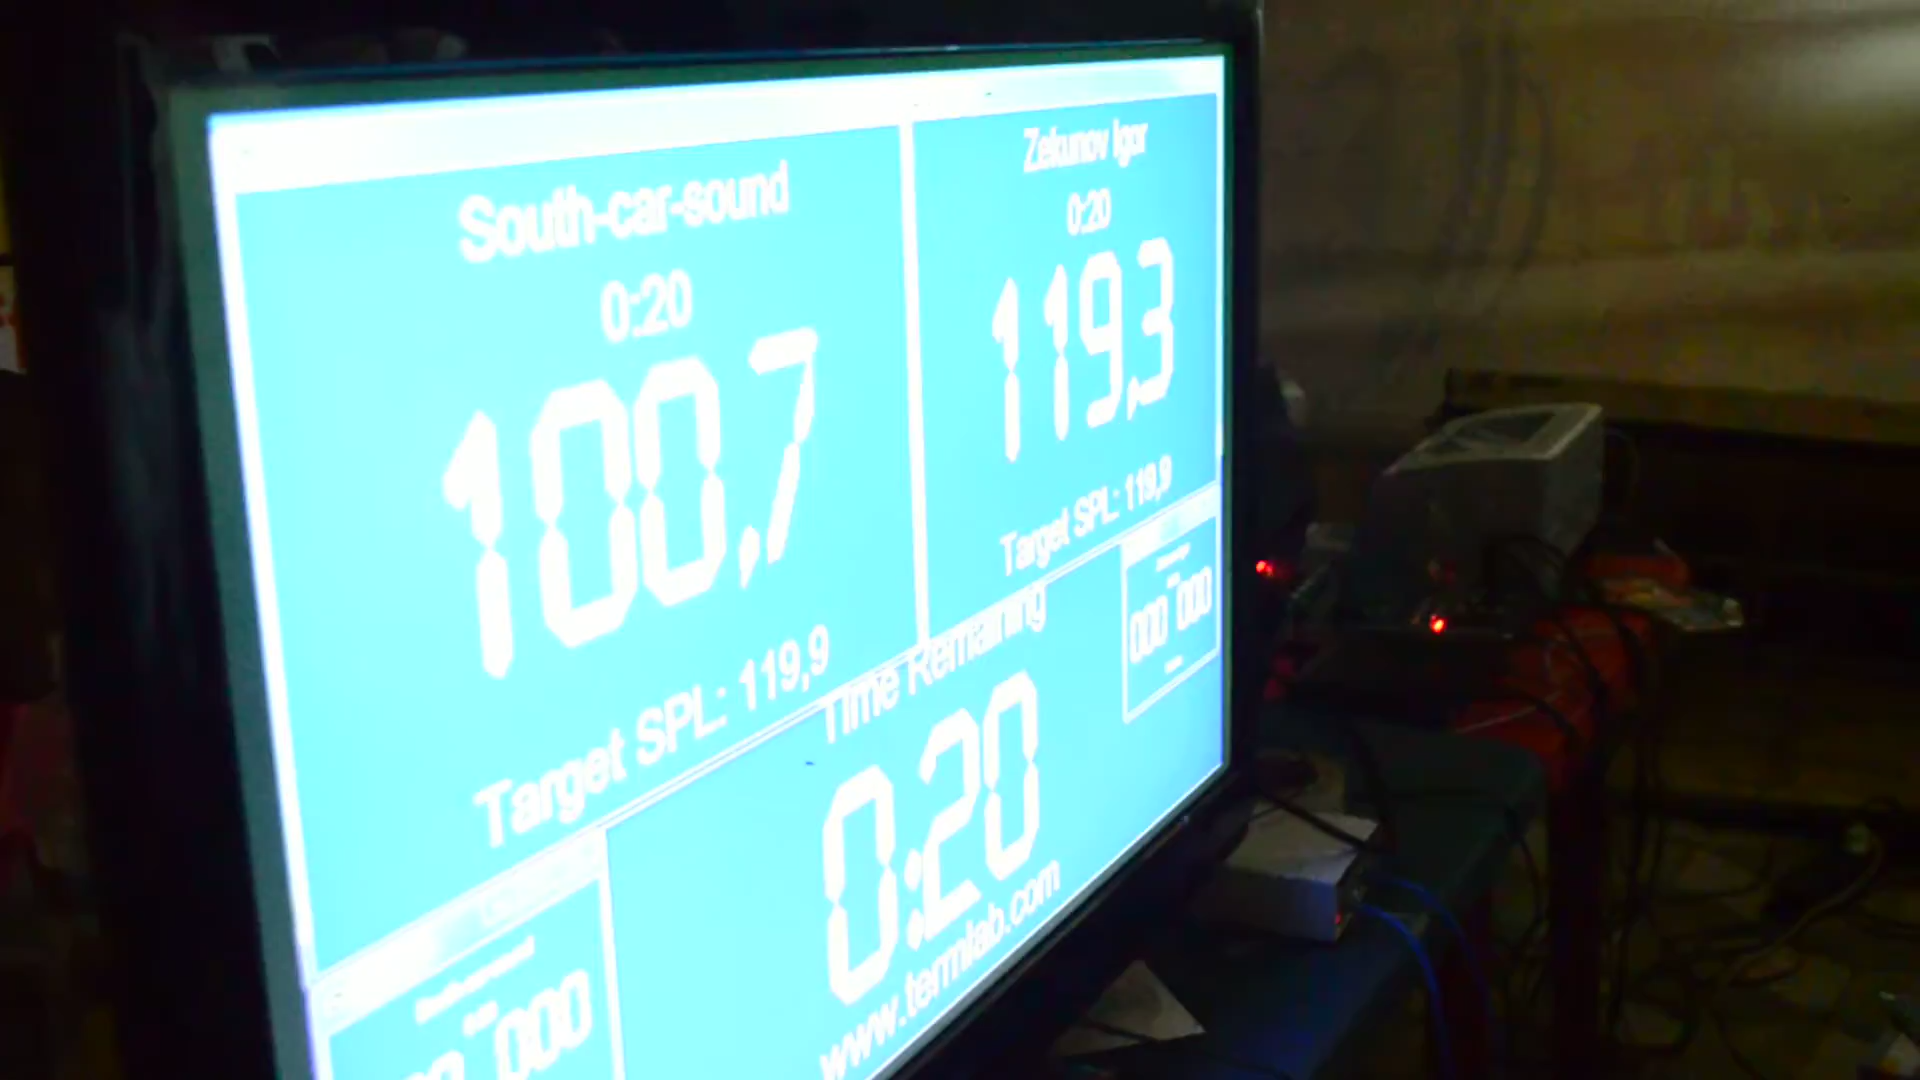 South-car-sound
0:20
100,7
Target SPL: 119,9
Zekunov Igor
0:20
119,3
Target SPL: 119,9
Time Remaining
0:20
www.termlab.com
000
000
000